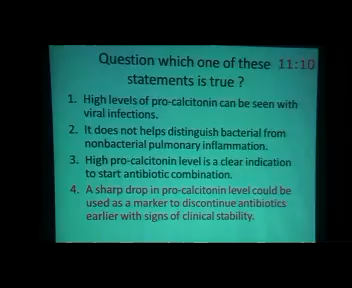 Question which one of these 11:10
statements is true ?
1. High levels of pro-calcitonin can be seen with
viral infections.
2. It does not helps distinguish bacterial from
nonbacterial pulmonary inflammation.
3. High pro-calcitonin level is a clear indication
to start antibiotic combination.
4. A sharp drop in pro-calcitonin level could be
used as a marker to discontinue antibiotics
earlier with signs of clinical stability.